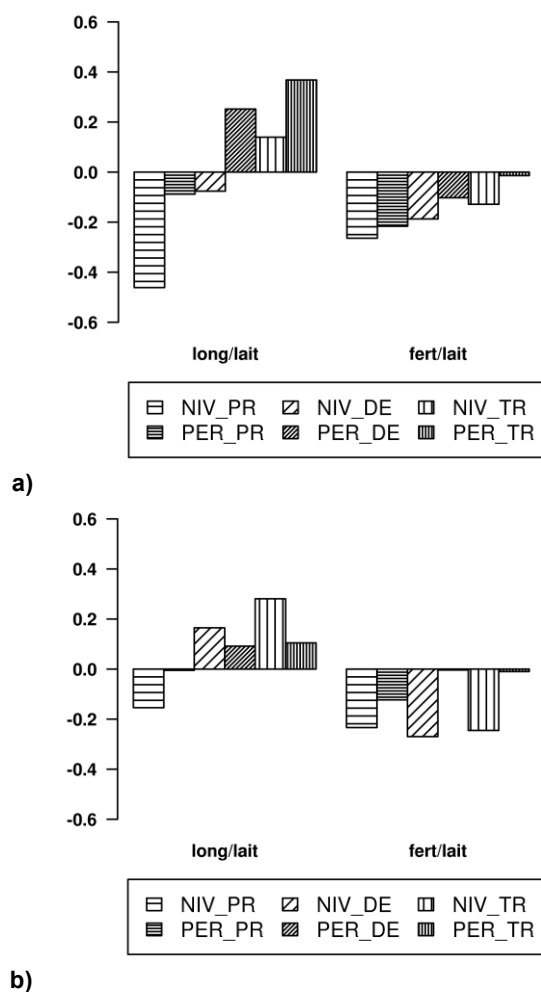 0.6
0.4
0.2
0.0
-0.2
-0.4
-0.6
long/lait fert/lait
NIV_PR NIV_DE NIV_TR
PER_PR PER_DE PER_TR
a)
0.6
0.4
0.2
0.0
-0.2
-0.4
-0.6
long/lait fert/lait
NIV_PR NIV_DE NIV_TR
PER_PR PER_DE PER_TR
b)